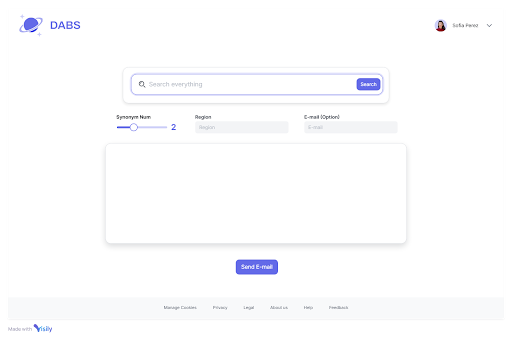 DABS
Sofia Perez
Search everything
Search
Synonym Num
Region
E-mail (Option)
2
Region
E-mail
Send E-mail
Manage Cookies
Privacy
Legal
About us
Help
Feedback
Made with Visily